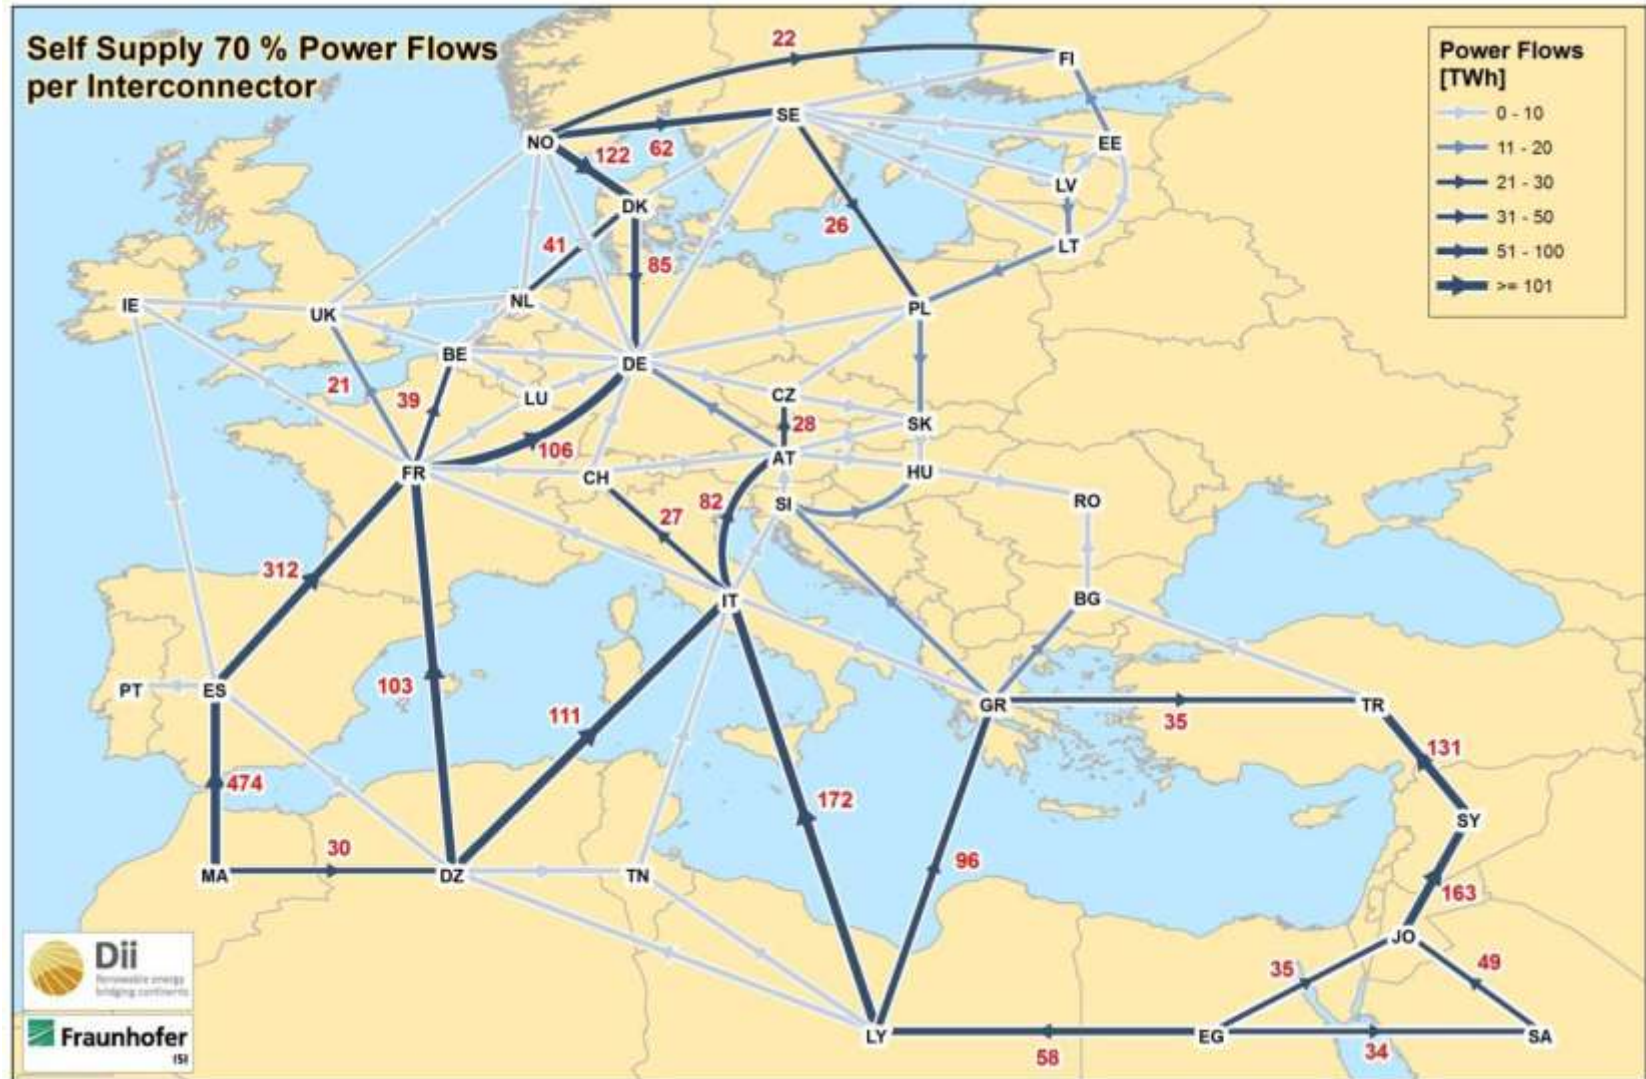 Self Supply 70 % Power Flows
per Interconnector
Power Flows
[TWh]
0 - 10
11 - 20
21 - 30
31 - 50
51 - 100
>= 101
22
FI
SE
NO
EE
122
62
LV
DK
26
41
LT
85
IE
UK
NL
PL
BE
DE
21
39
LU
CZ
28
SK
106
AT
FR
CH
HU
82
SI
RO
27
312
IT
BG
PT
ES
103
GR
TR
111
35
131
474
172
SY
30
96
MA
DZ
TN
163
JO
35
49
LY
EG
SA
58
34
Dii
Renewable energy
bridging continents
Fraunhofer
ISI